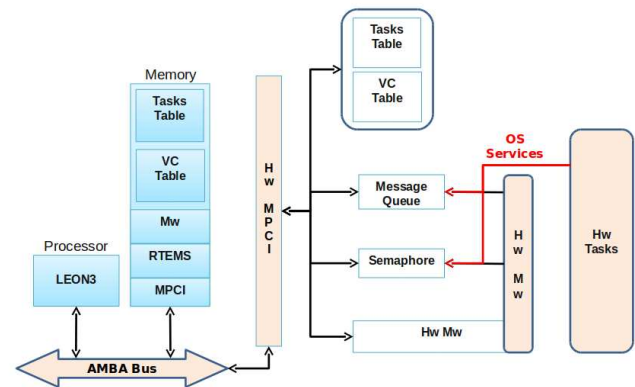 Tasks
Table
VC
Table
Memory
Tasks
Table
VC
Table
Mw
RTEMS
MPCI
Processor
LEON3
AMBA Bus
H
w
M
P
C
I
Message
Queue
Semaphore
Hw Mw
OS
Services
H
w
M
w
Hw
Tasks